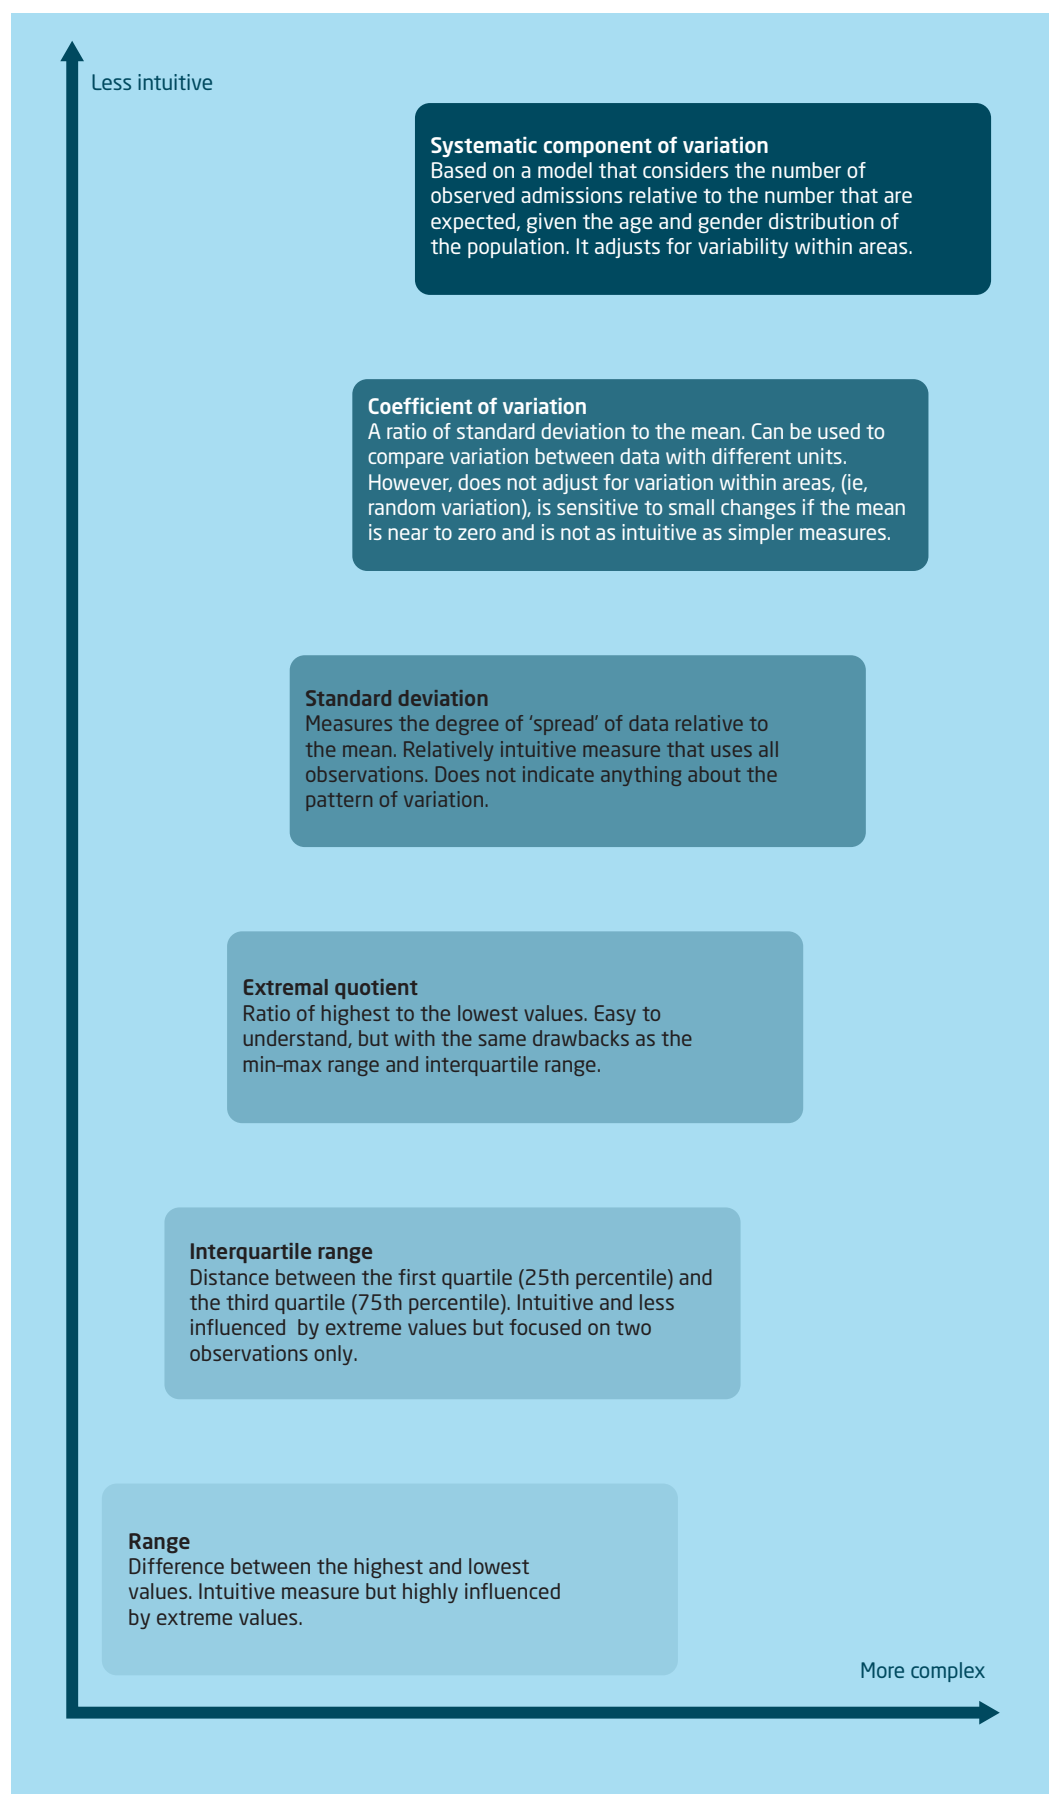 Less intuitive
Systematic component of variation
Based on a model that considers the number of
observed admissions relative to the number that are
expected, given the age and gender distribution of
the population. It adjusts for variability within areas.
Coefficient of variation
A ratio of standard deviation to the mean. Can be used to
compare variation between data with different units.
However, does not adjust for variation within areas, (ie,
random variation), is sensitive to small changes if the mean
is near to zero and is not as intuitive as simpler measures.
Standard deviation
Measures the degree of ‘spread’ of data relative to
the mean. Relatively intuitive measure that uses all
observations. Does not indicate anything about the
pattern of variation.
Extremal quotient
Ratio of highest to the lowest values. Easy to
understand, but with the same drawbacks as the
min–max range and interquartile range.
Interquartile range
Distance between the first quartile (25th percentile) and
the third quartile (75th percentile). Intuitive and less
influenced  by extreme values but focused on two
observations only.
Range
Difference between the highest and lowest
values. Intuitive measure but highly influenced
by extreme values.
More complex